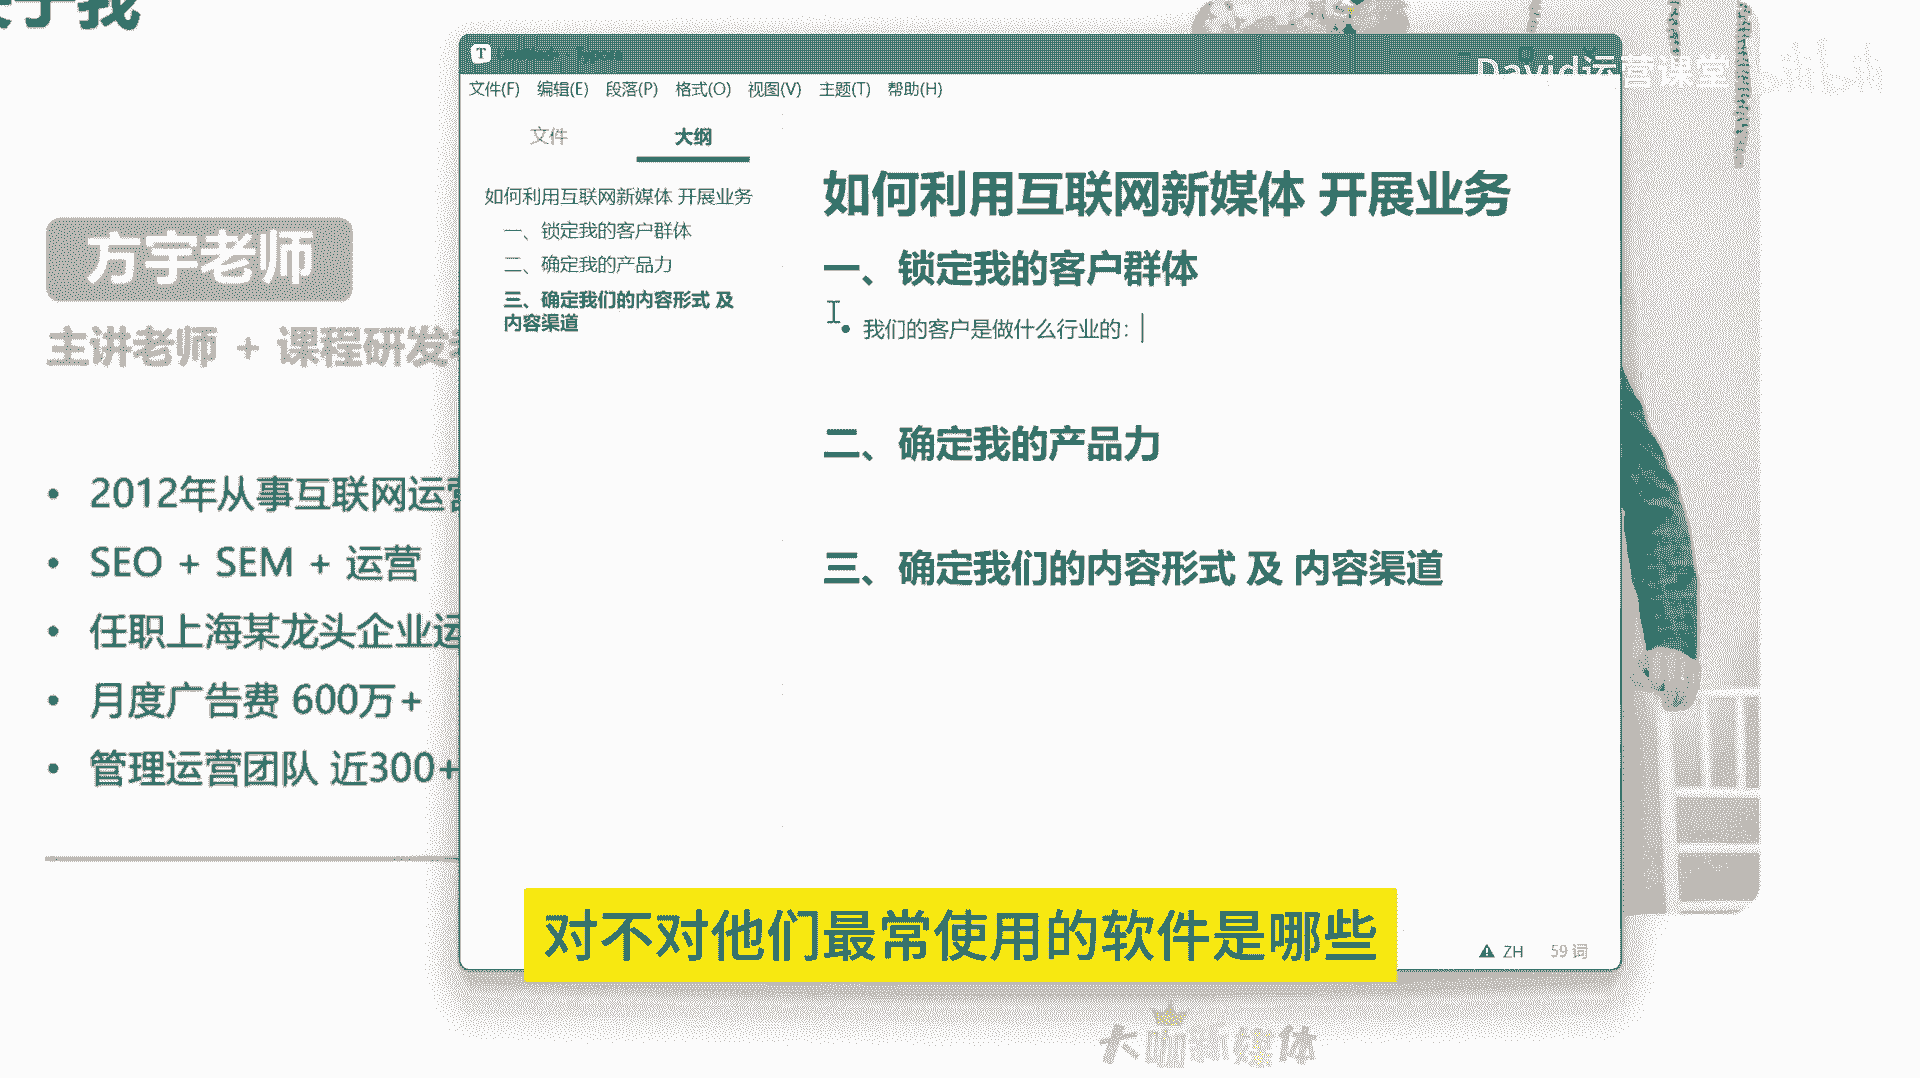 于我
方宇老师
主讲老师 + 课程研发
2012年从事互联网运营
SEO + SEM + 运营
任职上海某龙头企业运
月度广告费 600万+
管理运营团队 近300+
David运营课堂
文件(F) 编辑(E) 段落(P) 格式(O) 视图(V) 主题(T) 帮助(H)
文件 大纲
如何利用互联网新媒体 开展业务
一、锁定我的客户群体
二、确定我的产品力
三、确定我们的内容形式 及
内容渠道
如何利用互联网新媒体 开展业务
一、锁定我的客户群体
我们的客户是做什么行业的：
二、确定我的产品力
三、确定我们的内容形式 及 内容渠道
ZH 59 词
对不对他们最常使用的软件是哪些
大咖新媒体